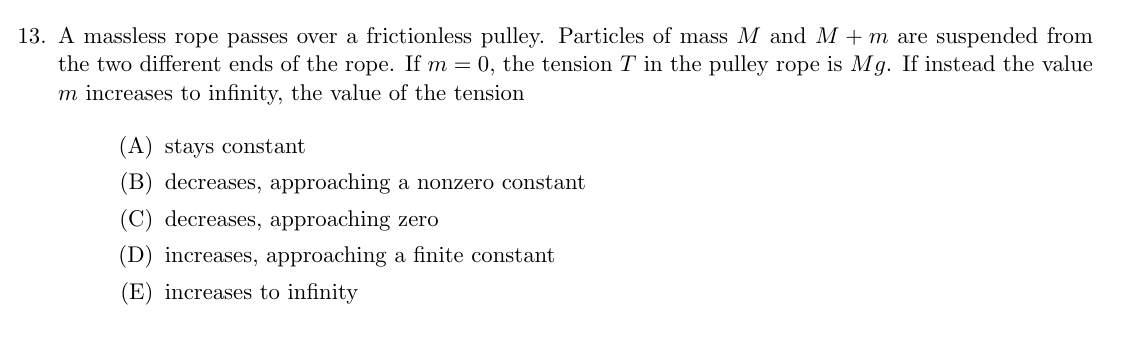 13. A massless rope passes over a frictionless pulley. Particles of mass M and M + m are suspended from
the two different ends of the rope. If m = 0, the tension T in the pulley rope is Mg. If instead the value
m increases to infinity, the value of the tension
(A) stays constant
(B) decreases, approaching a nonzero constant
(C) decreases, approaching zero
(D) increases, approaching a finite constant
(E) increases to infinity